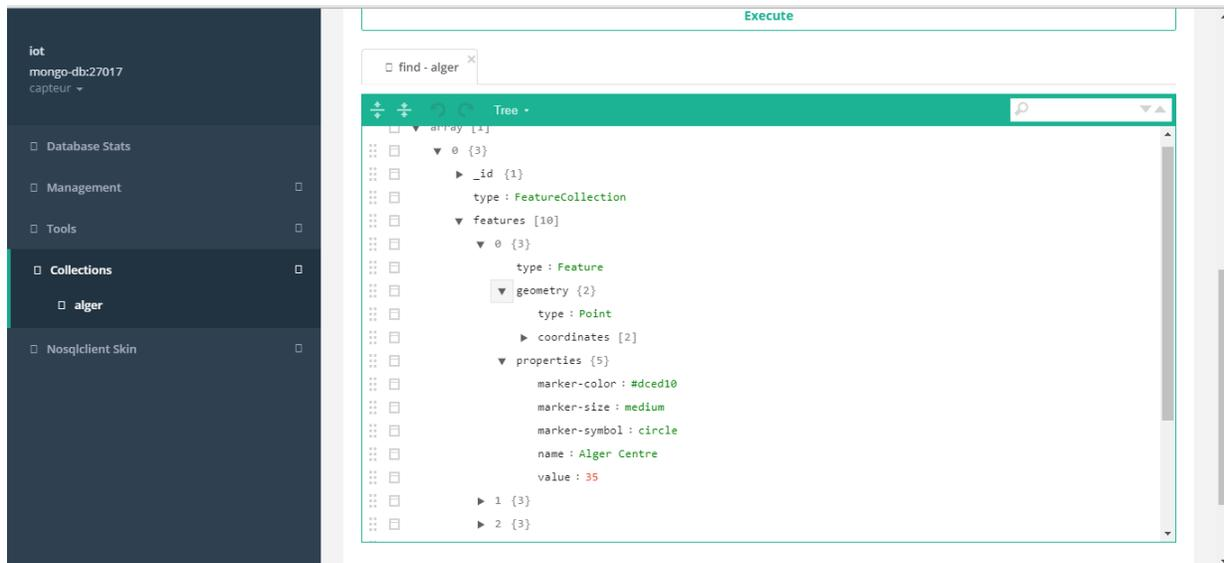 Execute
iot
mongo-db:27017
capteur
find - alger
Tree
array [1]
Database Stats
0 {3}
_id {1}
Management
type : FeatureCollection
features [10]
Tools
0 {3}
Collections
type : Feature
geometry {2}
alger
type : Point
coordinates [2]
Nosqlclient Skin
properties {5}
marker-color : #dced10
marker-size : medium
marker-symbol : circle
name : Alger Centre
value : 35
1 {3}
2 {3}